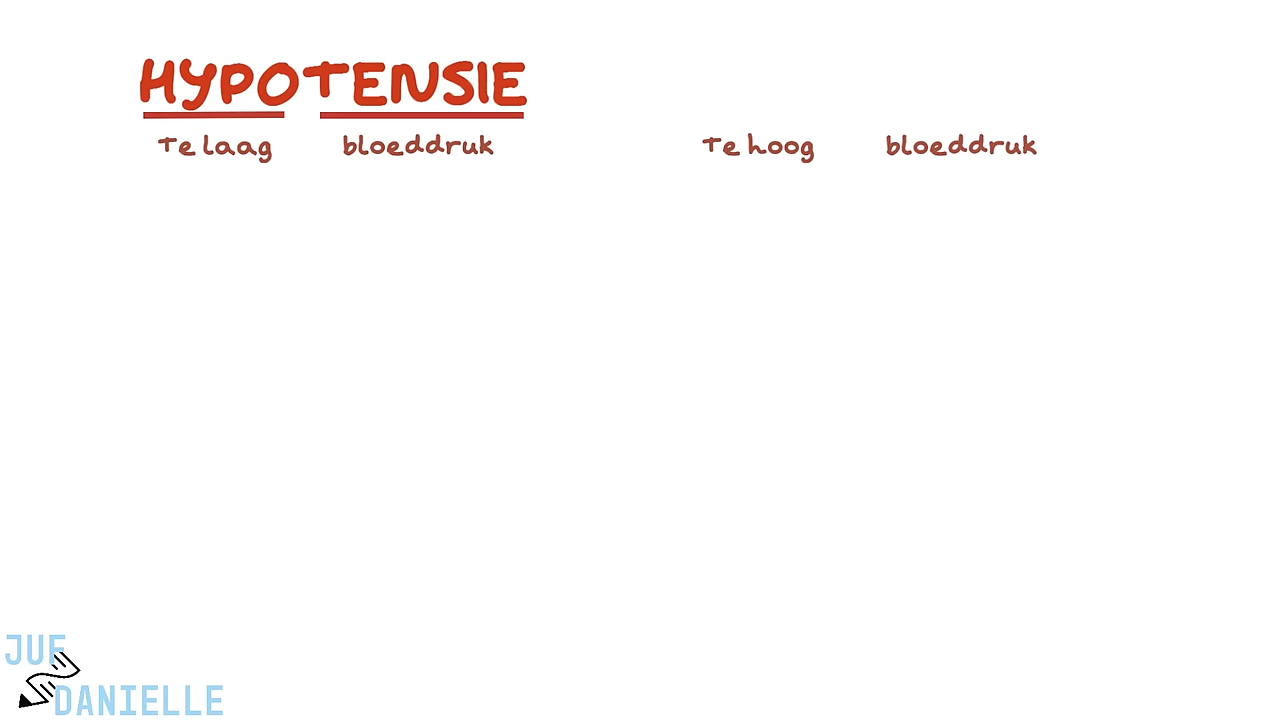 HYPOTENSIE
Te laag bloeddruk
Te hoog bloeddruk
JUF
DANIELLE